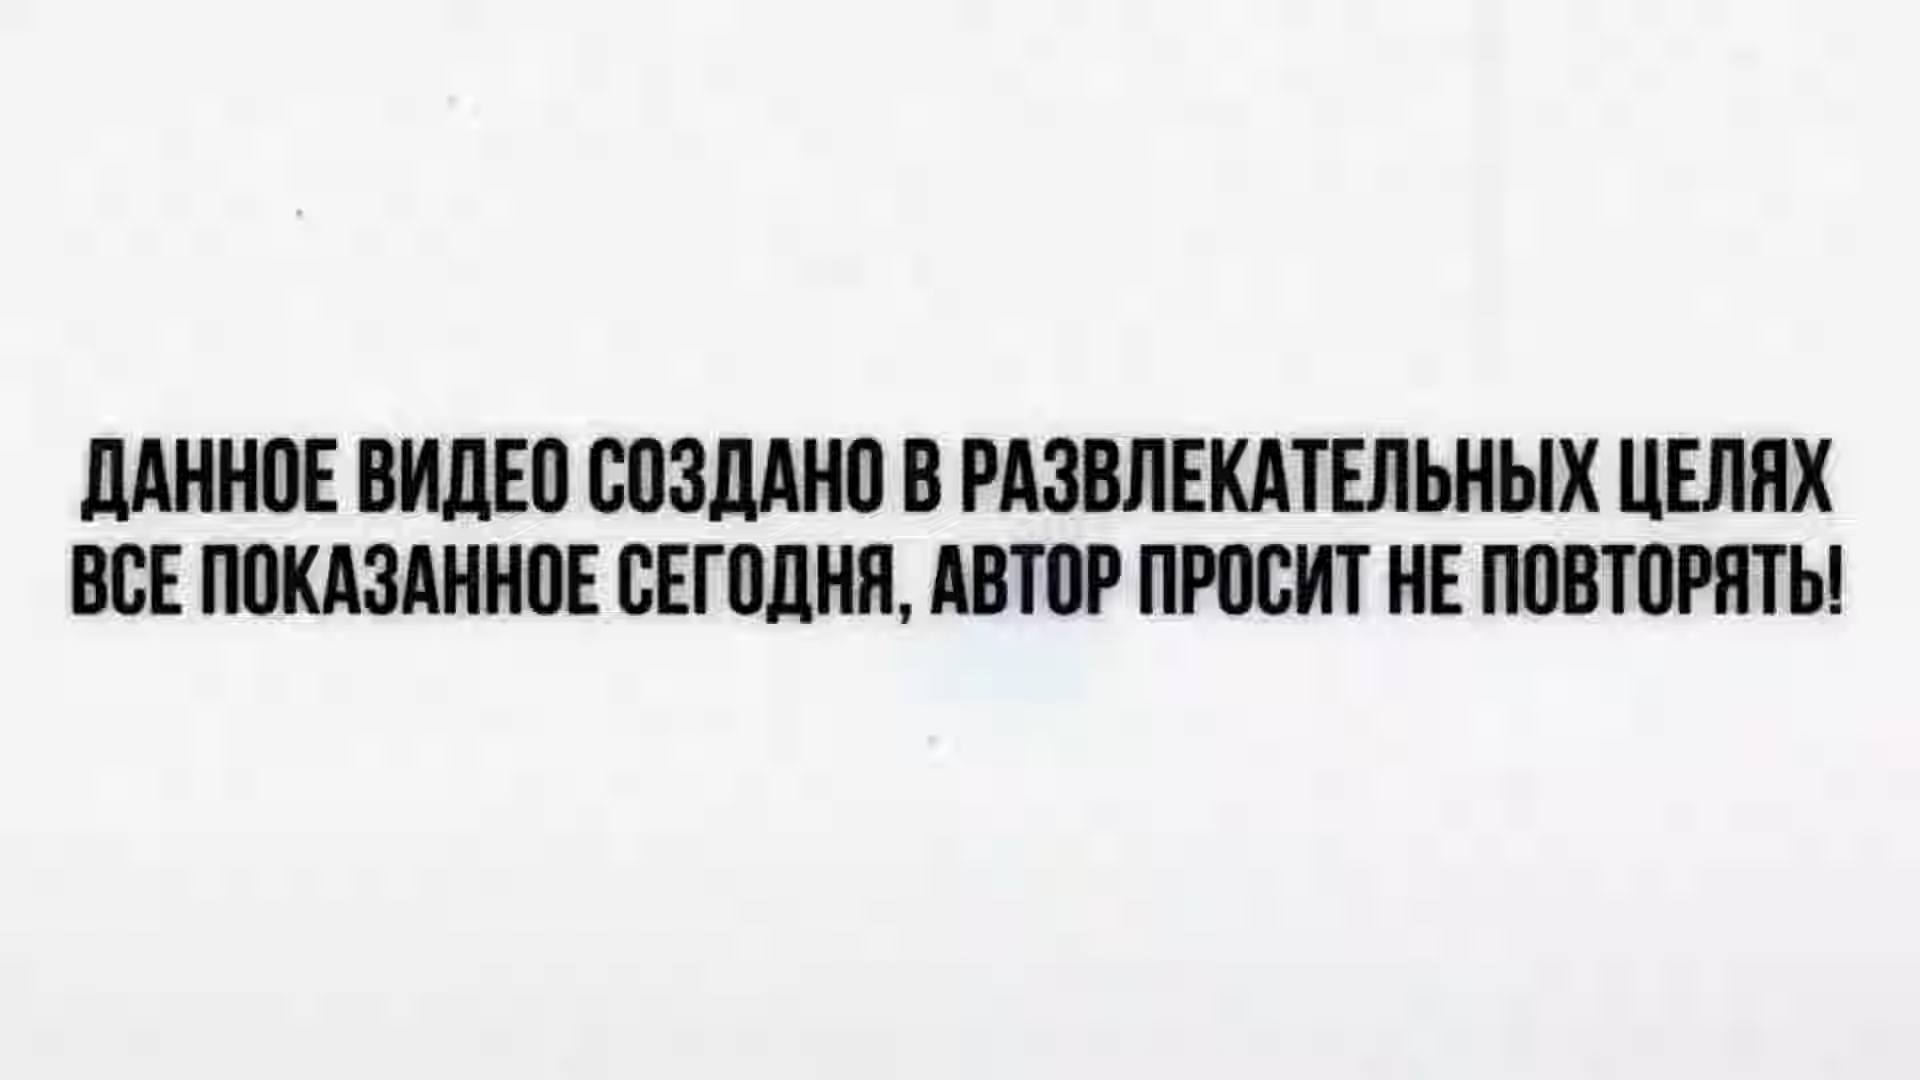 ДАННОЕ ВИДЕО СОЗДАНО В РАЗВЛЕКАТЕЛЬНЫХ ЦЕЛЯХ
ВСЕ ПОКАЗАННОЕ СЕГОДНЯ, АВТОР ПРОСИТ НЕ ПОВТОРЯТЬ!